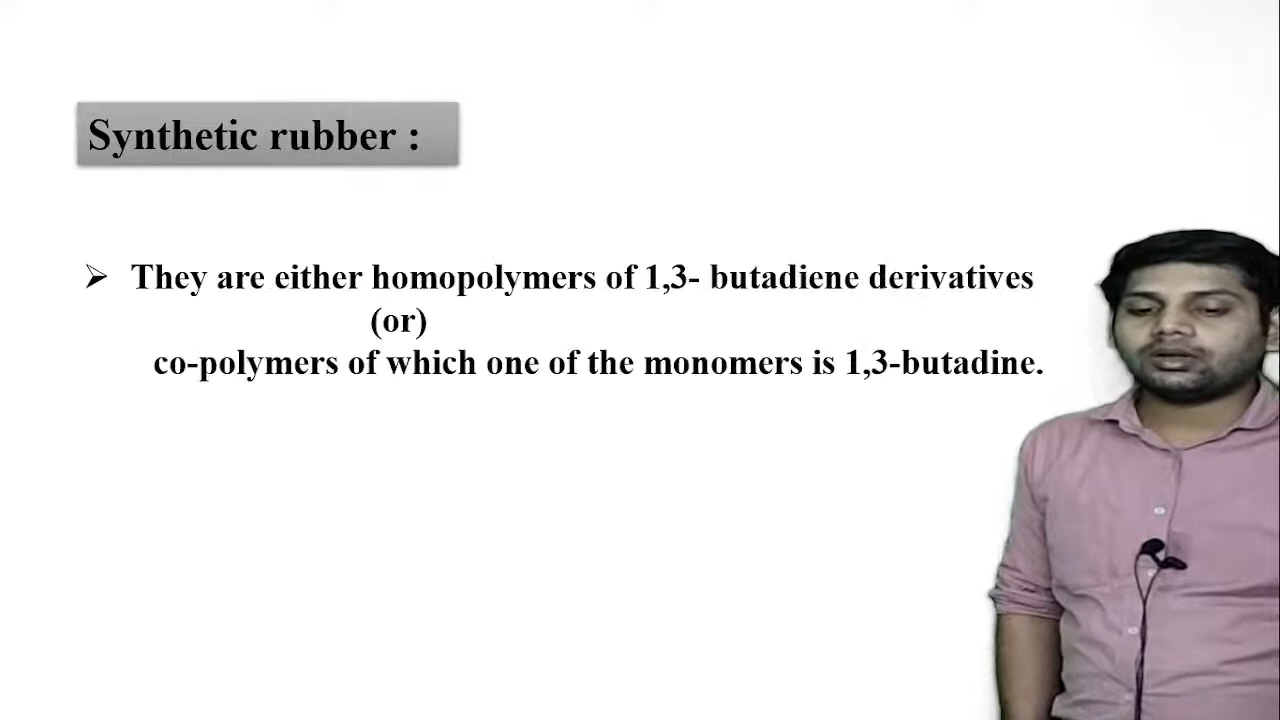 Synthetic rubber :
They are either homopolymers of 1,3- butadiene derivatives
(or)
co-polymers of which one of the monomers is 1,3-butadine.